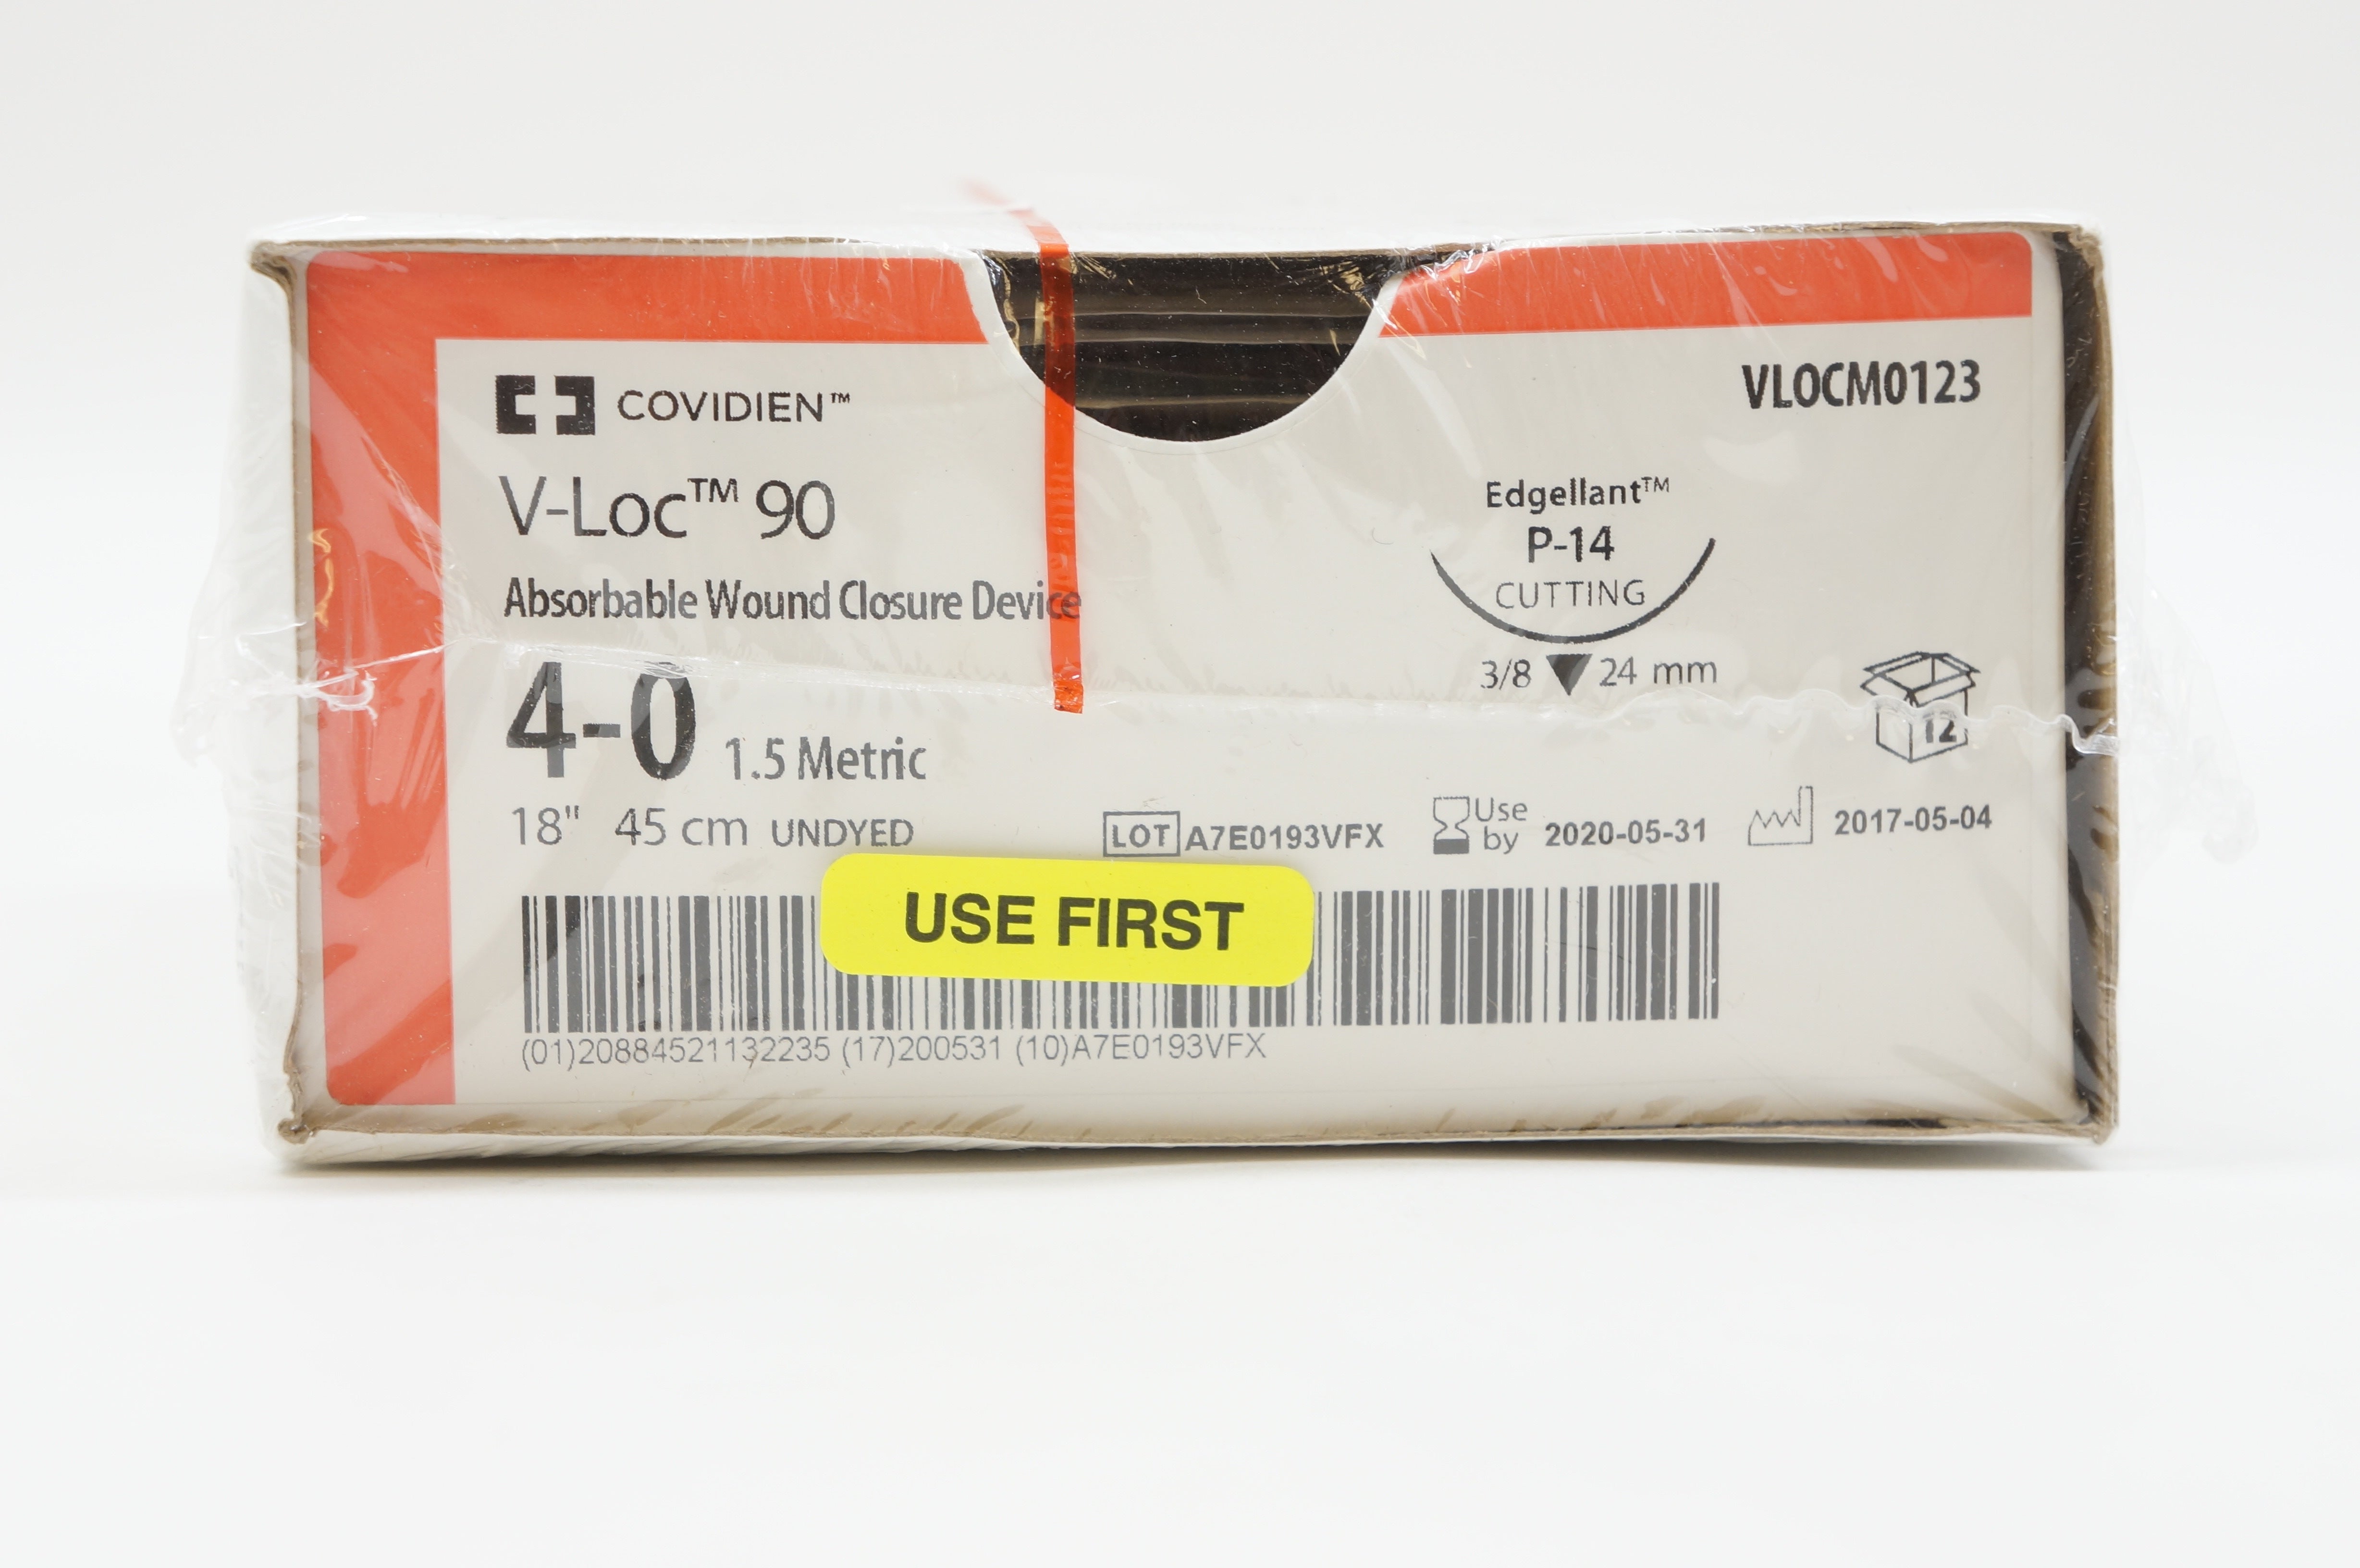 COVIDIEN™
VLOCM0123
V-Loc™ 90
Absorbable Wound Closure Device
Edgellant™
P-14
CUTTING
3/8 24 mm
4-0 1.5 Metric
12
18" 45 cm UNDYED
LOT A7E0193VFX
Use by 2020-05-31
2017-05-04
USE FIRST
(01)20884521132235 (17)200531 (10)A7E0193VFX